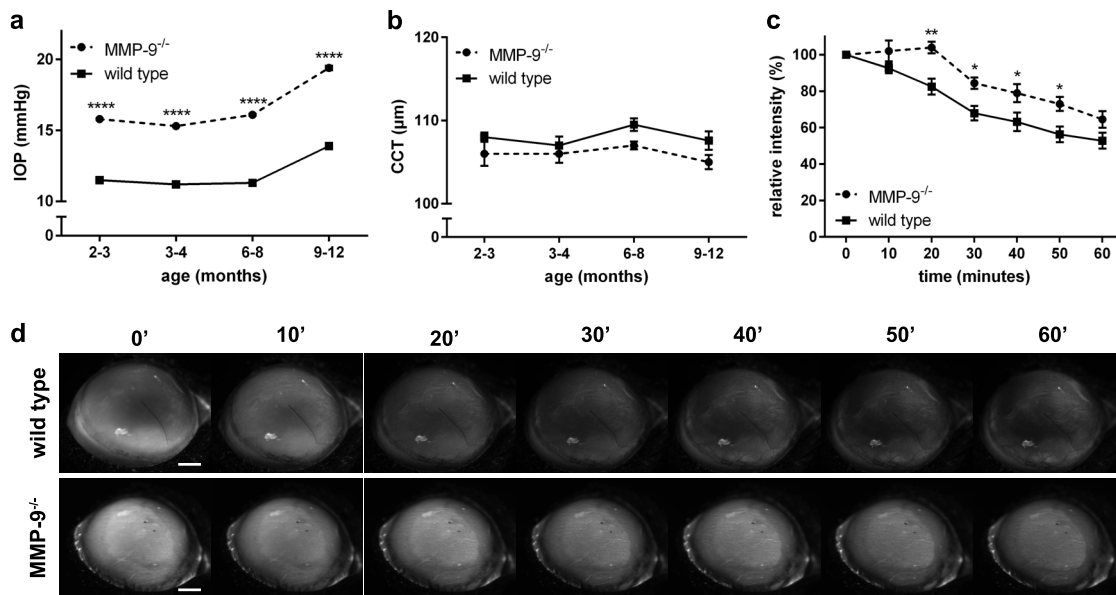 a
MMP-9-/-
wild type
****
****
****
****
20
15
10
0
IOP (mmHg)
2-3
3-4
6-8
9-12
age (months)
b
MMP-9-/-
wild type
120
110
100
0
CCT (µm)
2-3
3-4
6-8
9-12
age (months)
c
**
*
*
*
100
80
60
40
20
0
relative intensity (%)
MMP-9-/-
wild type
0
10
20
30
40
50
60
time (minutes)
d
0’
10’
20’
30’
40’
50’
60’
wild type
MMP-9-/-